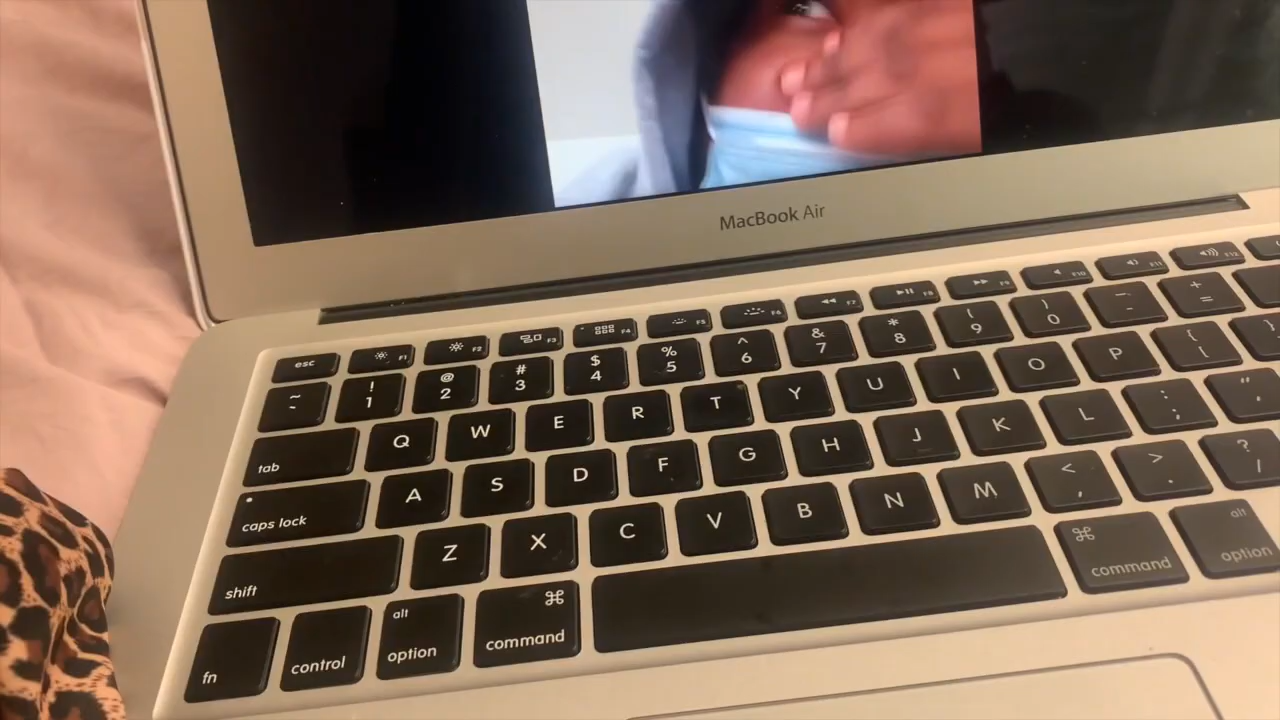 MacBook Air
esc F1 F2 F3 F4 F5 F6 F7 F8 F9 F10 F11 F12
~ ! @ # $ % ^ & * ( ) _ +
` 1 2 3 4 5 6 7 8 9 0 - =
tab Q W E R T Y U I O P { [ }
caps lock A S D F G H J K L : ; "
shift Z X C V B N M < , > . ? /
fn control alt option ⌘ command ⌘ command alt option